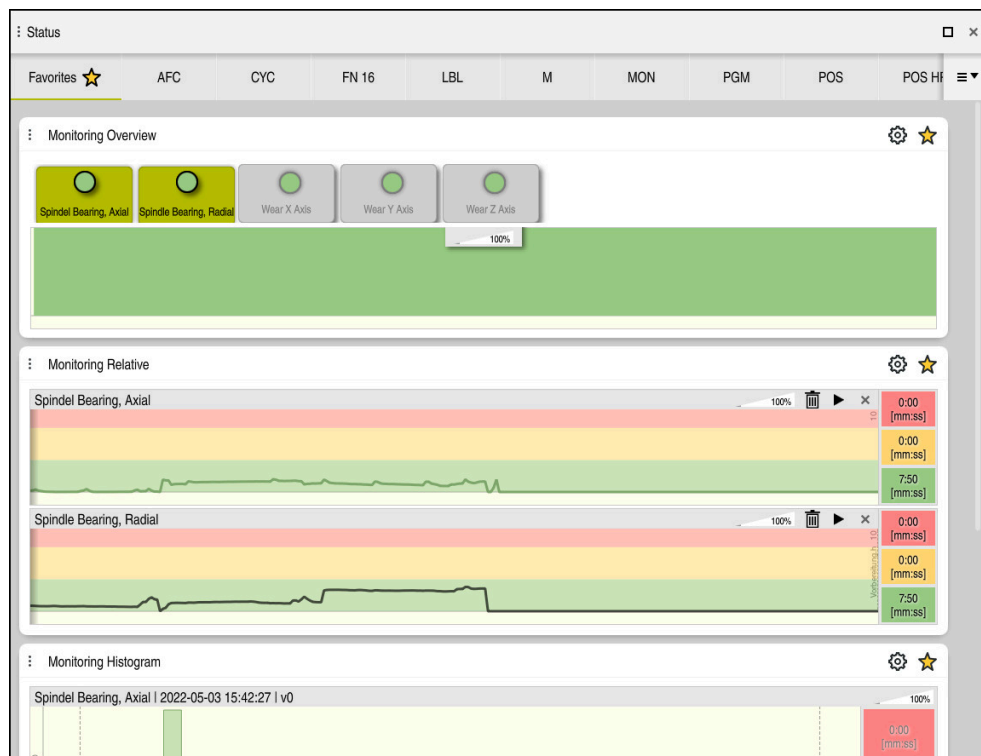 Status
Favorites AFC CYC FN 16 LBL M MON PGM POS POS HF
Monitoring Overview
Spindel Bearing, Axial Spindle Bearing, Radial Wear X Axis Wear Y Axis Wear Z Axis
100%
Monitoring Relative
Spindel Bearing, Axial 100%
10
0:00
[mm:ss]
0:00
[mm:ss]
7:50
[mm:ss]
Spindle Bearing, Radial 100%
Vorbereitung.h 10
0:00
[mm:ss]
0:00
[mm:ss]
7:50
[mm:ss]
Monitoring Histogram
Spindel Bearing, Axial | 2022-05-03 15:42:27 | v0 100%
0:00
[mm:ss]